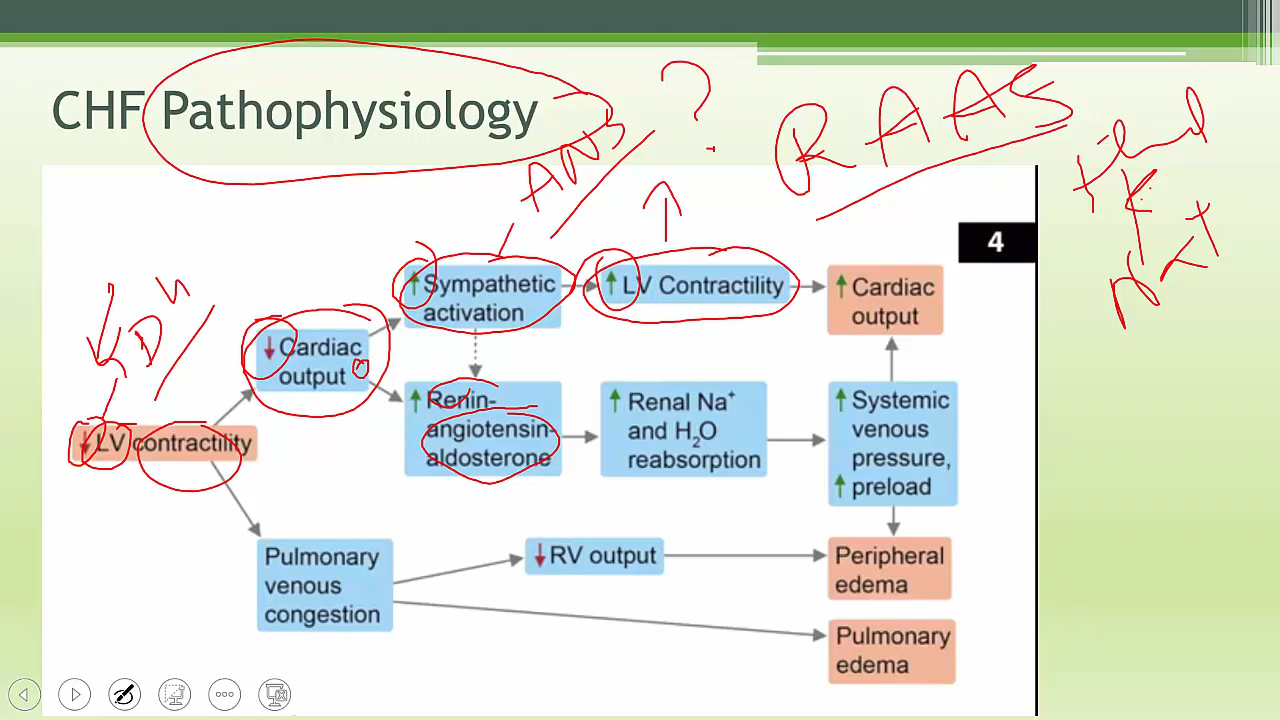 CHF Pathophysiology
ANS
?
RAAS
4
↑ Sympathetic
activation
↑ LV Contractility
↑ Cardiac
output
↓ Cardiac
output
↑ Renin-
angiotensin-
aldosterone
↑ Renal Na⁺
and H₂O
reabsorption
↑ Systemic
venous
pressure,
↑ preload
↓ LV contractility
Pulmonary
venous
congestion
↓ RV output
Peripheral
edema
Pulmonary
edema